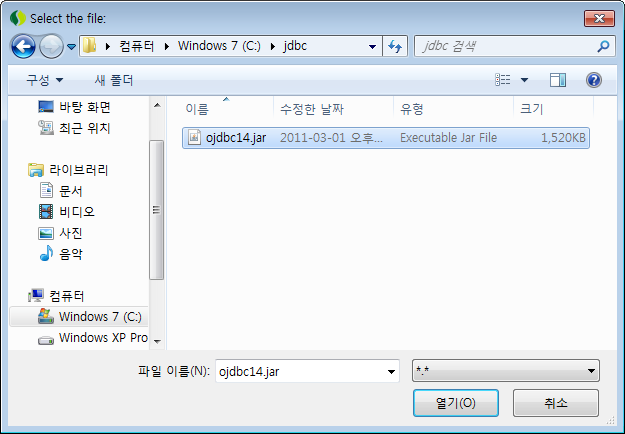 Select the file:
컴퓨터 Windows 7 (C:) jdbc jdbc 검색
구성 새 폴더
이름 수정한 날짜 유형 크기
ojdbc14.jar 2011-03-01 오후... Executable Jar File 1,520KB
바탕 화면
최근 위치
라이브러리
문서
비디오
사진
음악
컴퓨터
Windows 7 (C:)
Windows XP Pro
파일 이름(N): ojdbc14.jar *.*
열기(O) 취소